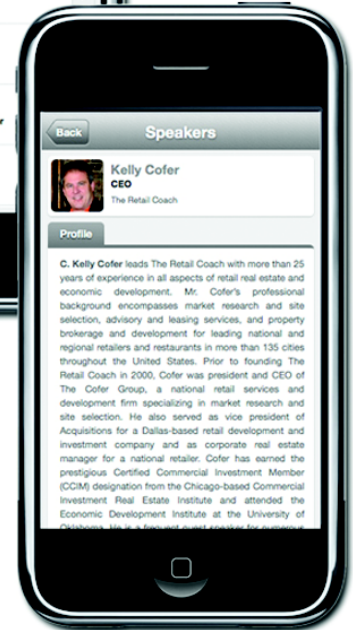 Back
Speakers
Kelly Cofer
CEO
The Retail Coach
Profile
C. Kelly Cofer leads The Retail Coach with more than 25
years of experience in all aspects of retail real estate and
economic development. Mr. Cofer's professional
background encompasses market research and site
selection, advisory and leasing services, and property
brokerage and development for leading national and
regional retailers and restaurants in more than 135 cities
throughout the United States. Prior to founding The
Retail Coach in 2000, Cofer was president and CEO of
The Cofer Group, a national retail services and
development firm specializing in market research and
site selection. He also served as vice president of
Acquisitions for a Dallas-based retail development and
investment company and as corporate real estate
manager for a national retailer. Cofer has earned the
prestigious Certified Commercial Investment Member
(CCIM) designation from the Chicago-based Commercial
Investment Real Estate Institute and attended the
Economic Development Institute at the University of
Oklahoma. He is a frequent guest speaker for numerous